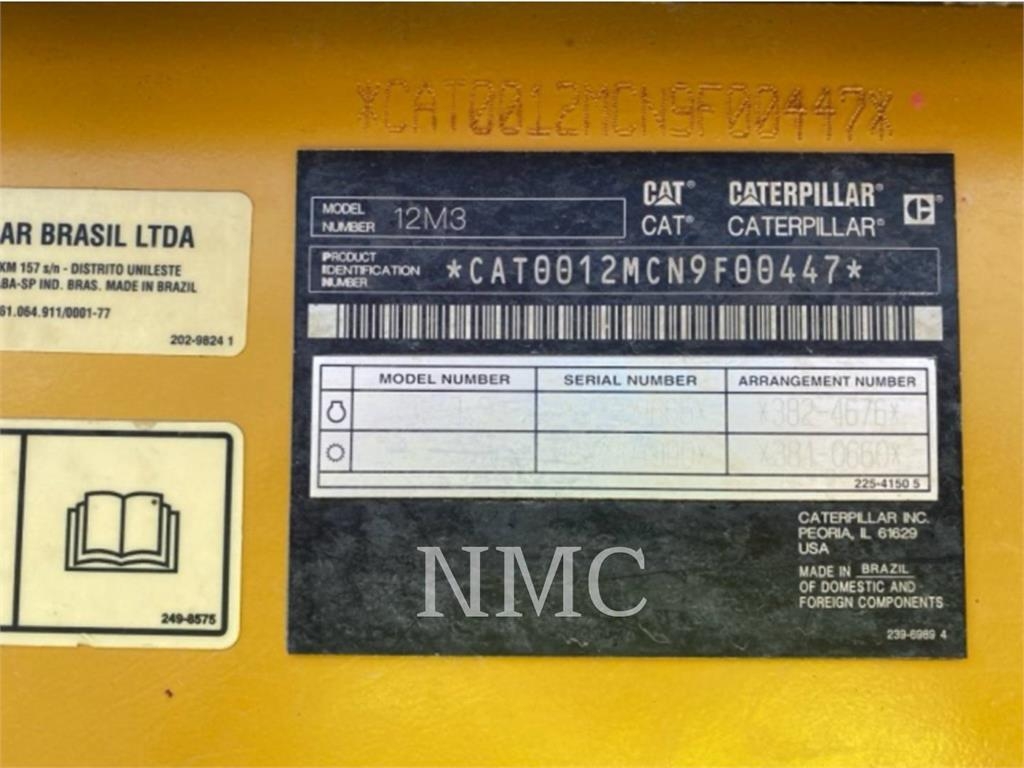 *CAT0012MCN9F00447*
AR BRASIL LTDA
KM 157 s/n - DISTRITO UNILESTE
ABA-SP IND. BRAS. MADE IN BRAZIL
61.064.911/0001-77
202-9824 1
249-8575
MODEL NUMBER 12M3
CAT® CATERPILLAR®
CAT® CATERPILLAR®
PRODUCT IDENTIFICATION NUMBER *CAT0012MCN9F00447*
MODEL NUMBER SERIAL NUMBER ARRANGEMENT NUMBER
*382-4676*
*381-0660*
225-4150 5
CATERPILLAR INC.
PEORIA, IL 61629
USA
MADE IN BRAZIL
OF DOMESTIC AND
FOREIGN COMPONENTS
239-6989 4
NMC